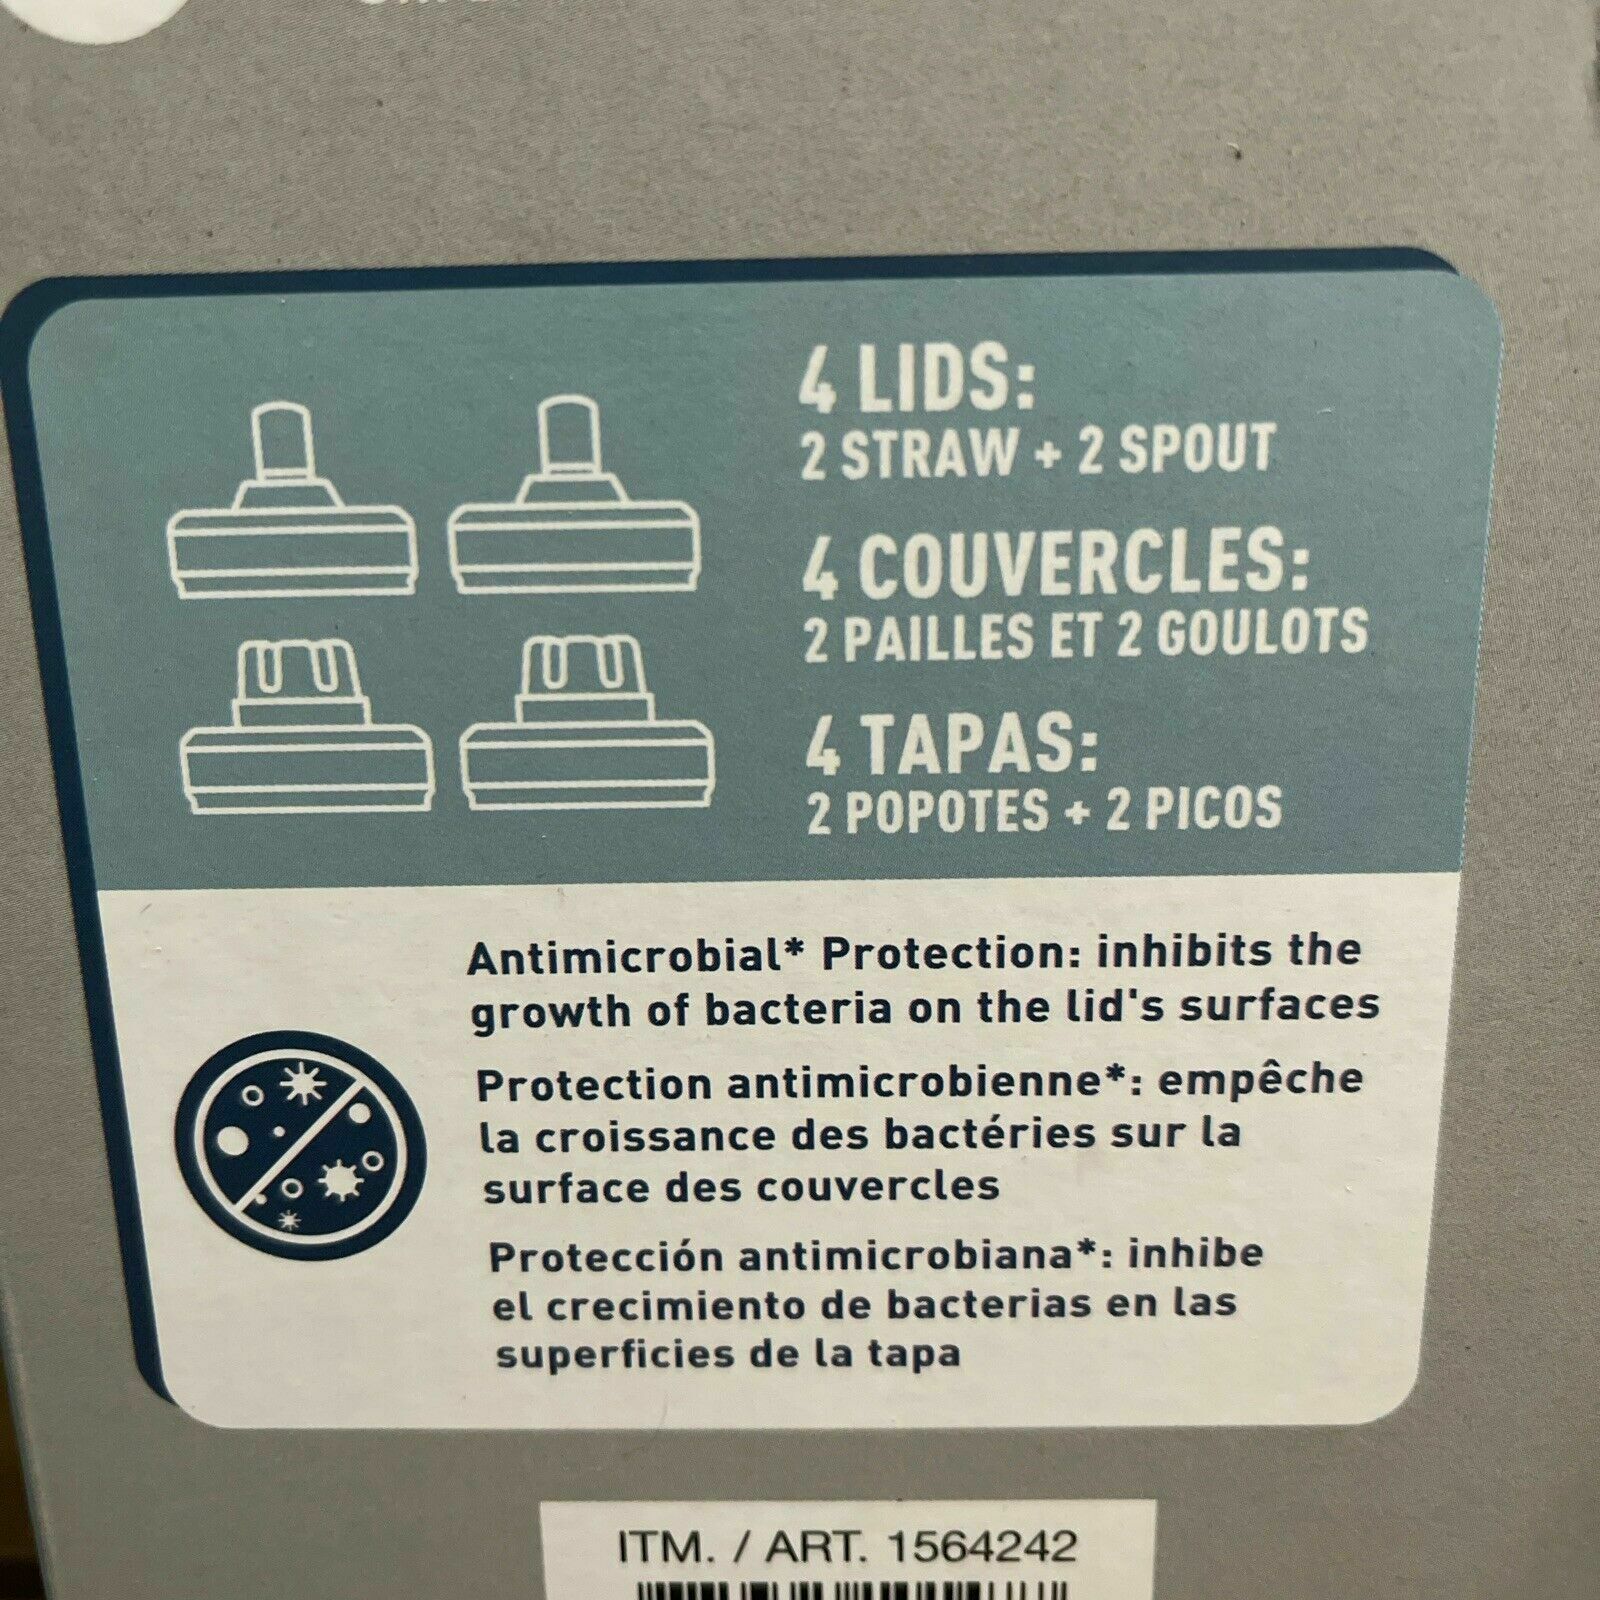 4 LIDS:
2 STRAW + 2 SPOUT
4 COUVERCLES:
2 PAILLES ET 2 GOULOTS
4 TAPAS:
2 POPOTES + 2 PICOS
Antimicrobial* Protection: inhibits the
growth of bacteria on the lid's surfaces
Protection antimicrobienne*: empêche
la croissance des bactéries sur la
surface des couvercles
Protección antimicrobiana*: inhibe
el crecimiento de bacterias en las
superficies de la tapa
ITM. / ART. 1564242